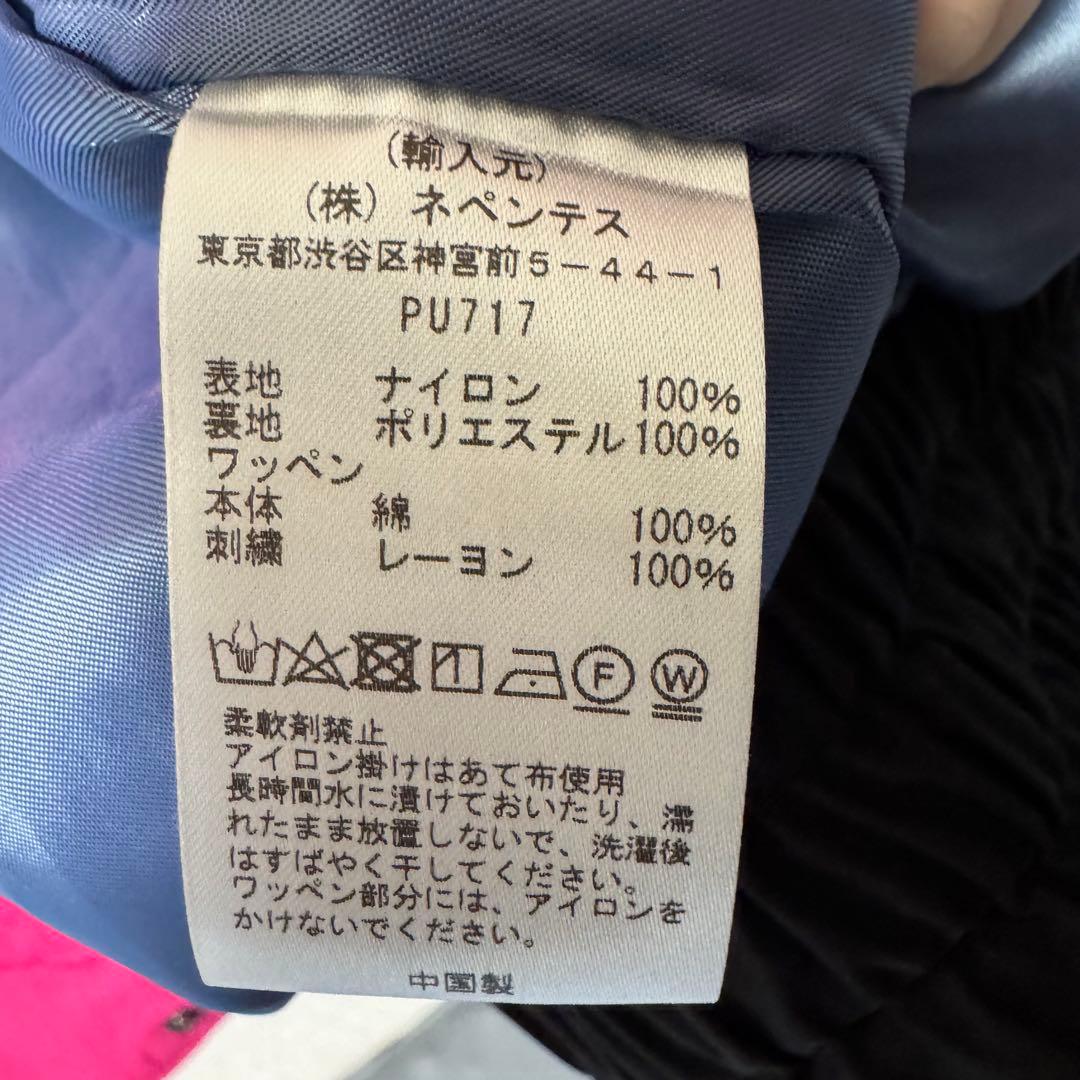 (輸入元)
(株) ネペンテス
東京都渋谷区神宮前5-44-1
PU717
表地 ナイロン 100%
裏地 ポリエステル 100%
ワッペン
本体 綿 100%
刺繍 レーヨン 100%
1 F W
柔軟剤禁止
アイロン掛けはあて布使用
長時間水に漬けておいたり、濡
れたまま放置しないで、洗濯後
はすばやく干してください。
ワッペン部分には、アイロンを
かけないでください。
中国製